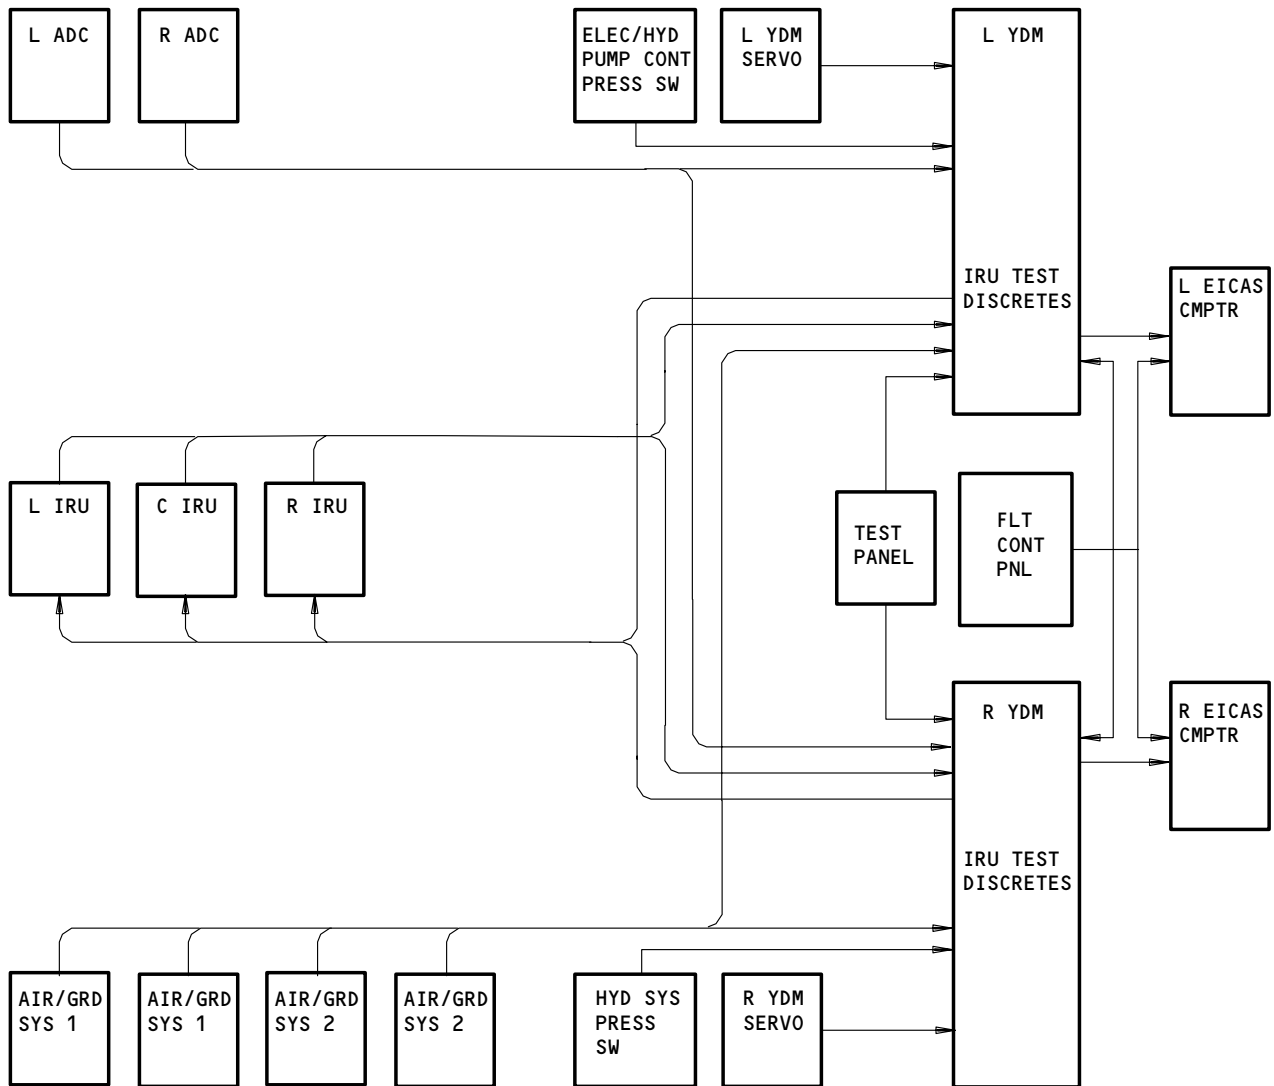 L ADC
R ADC
ELEC/HYD
PUMP CONT
PRESS SW
L YDM
SERVO
L YDM
IRU TEST
DISCRETES
L EICAS
CMPTR
L IRU
C IRU
R IRU
TEST
PANEL
FLT
CONT
PNL
R YDM
IRU TEST
DISCRETES
R EICAS
CMPTR
AIR/GRD
SYS 1
AIR/GRD
SYS 1
AIR/GRD
SYS 2
AIR/GRD
SYS 2
HYD SYS
PRESS
SW
R YDM
SERVO